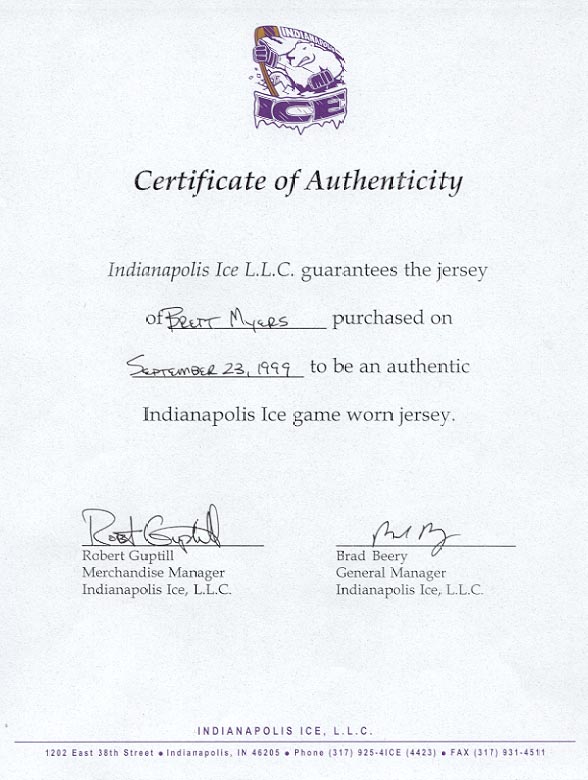 INDIANAPOLIS
ICE
Certificate of Authenticity
Indianapolis Ice L.L.C. guarantees the jersey
of Brett Myers purchased on
September 23, 1999 to be an authentic
Indianapolis Ice game worn jersey.
Robt Guptill
Robert Guptill
Merchandise Manager
Indianapolis Ice, L.L.C.
Brad Beery
General Manager
Indianapolis Ice, L.L.C.
INDIANAPOLIS ICE, L.L.C.
1202 East 38th Street ● Indianapolis, IN 46205 ● Phone (317) 925-4ICE (4423) ● FAX (317) 931-4511